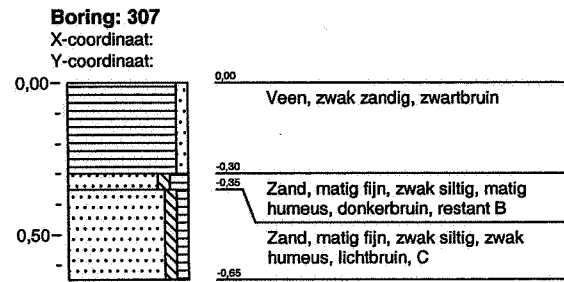 Boring: 307
X-coordinaat:
Y-coordinaat:
0,00
0,00
Veen, zwak zandig, zwartbruin
-0,30
-0,35
Zand, matig fijn, zwak siltig, matig
humeus, donkerbruin, restant B
0,50
Zand, matig fijn, zwak siltig, zwak
humeus, lichtbruin, C
-0,65